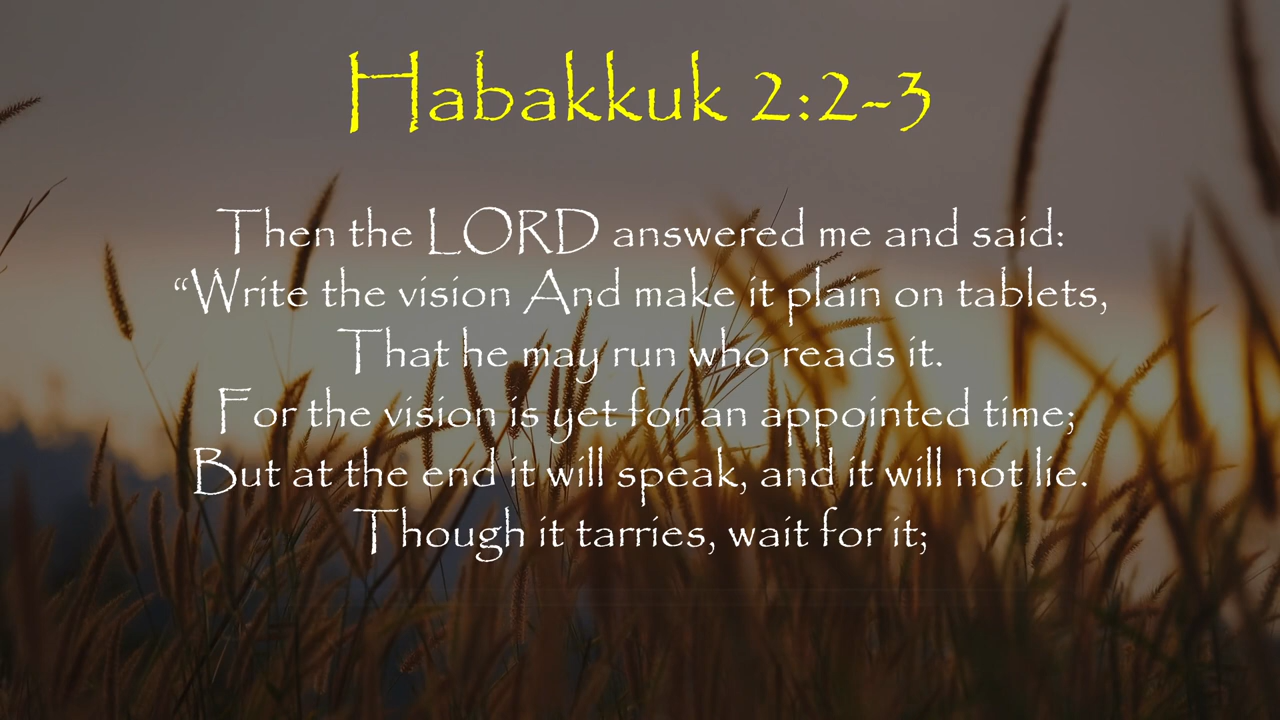 Habakkuk 2:2-3
Then the LORD answered me and said:
“Write the vision And make it plain on tablets,
That he may run who reads it.
For the vision is yet for an appointed time;
But at the end it will speak, and it will not lie.
Though it tarries, wait for it;